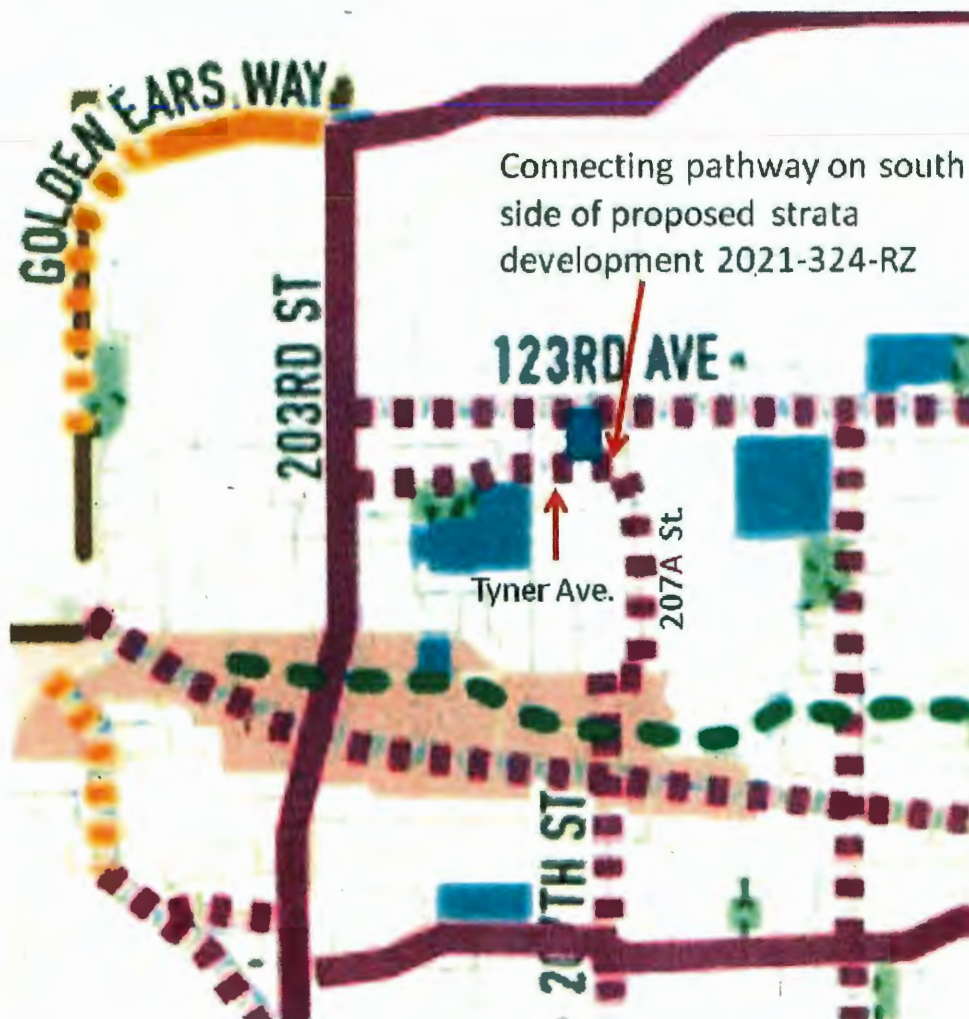 GOLDEN EARS WAY
Connecting pathway on south
side of proposed strata
development 2021-324-RZ
203RD ST
123RD AVE
207A St.
Tyner Ave.
TH ST